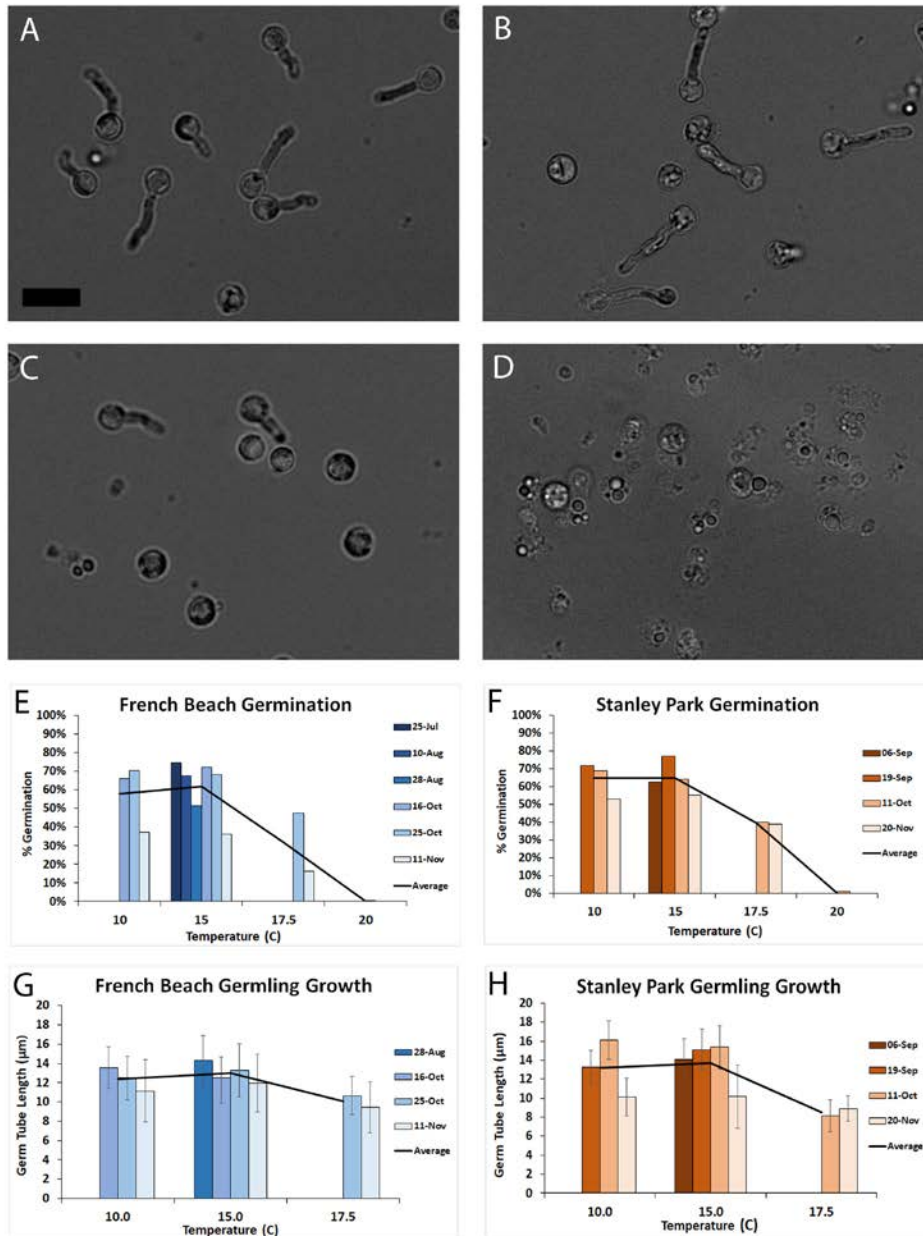 A
B
C
D
E
French Beach Germination
100%
90%
80%
70%
60%
50%
40%
30%
20%
10%
0%
% Germination
10
15
17.5
20
Temperature (C)
25-Jul
10-Aug
28-Aug
16-Oct
25-Oct
11-Nov
Average
F
Stanley Park Germination
100%
90%
80%
70%
60%
50%
40%
30%
20%
10%
0%
% Germination
10
15
17.5
20
Temperature (C)
06-Sep
19-Sep
11-Oct
20-Nov
Average
G
French Beach Germling Growth
20
18
16
14
12
10
8
6
4
2
0
Germ Tube Length (μm)
10.0
15.0
17.5
Temperature (C)
28-Aug
16-Oct
25-Oct
11-Nov
Average
H
Stanley Park Germling Growth
20
18
16
14
12
10
8
6
4
2
0
Germ Tube Length (μm)
10.0
15.0
17.5
Temperature (C)
06-Sep
19-Sep
11-Oct
20-Nov
Average